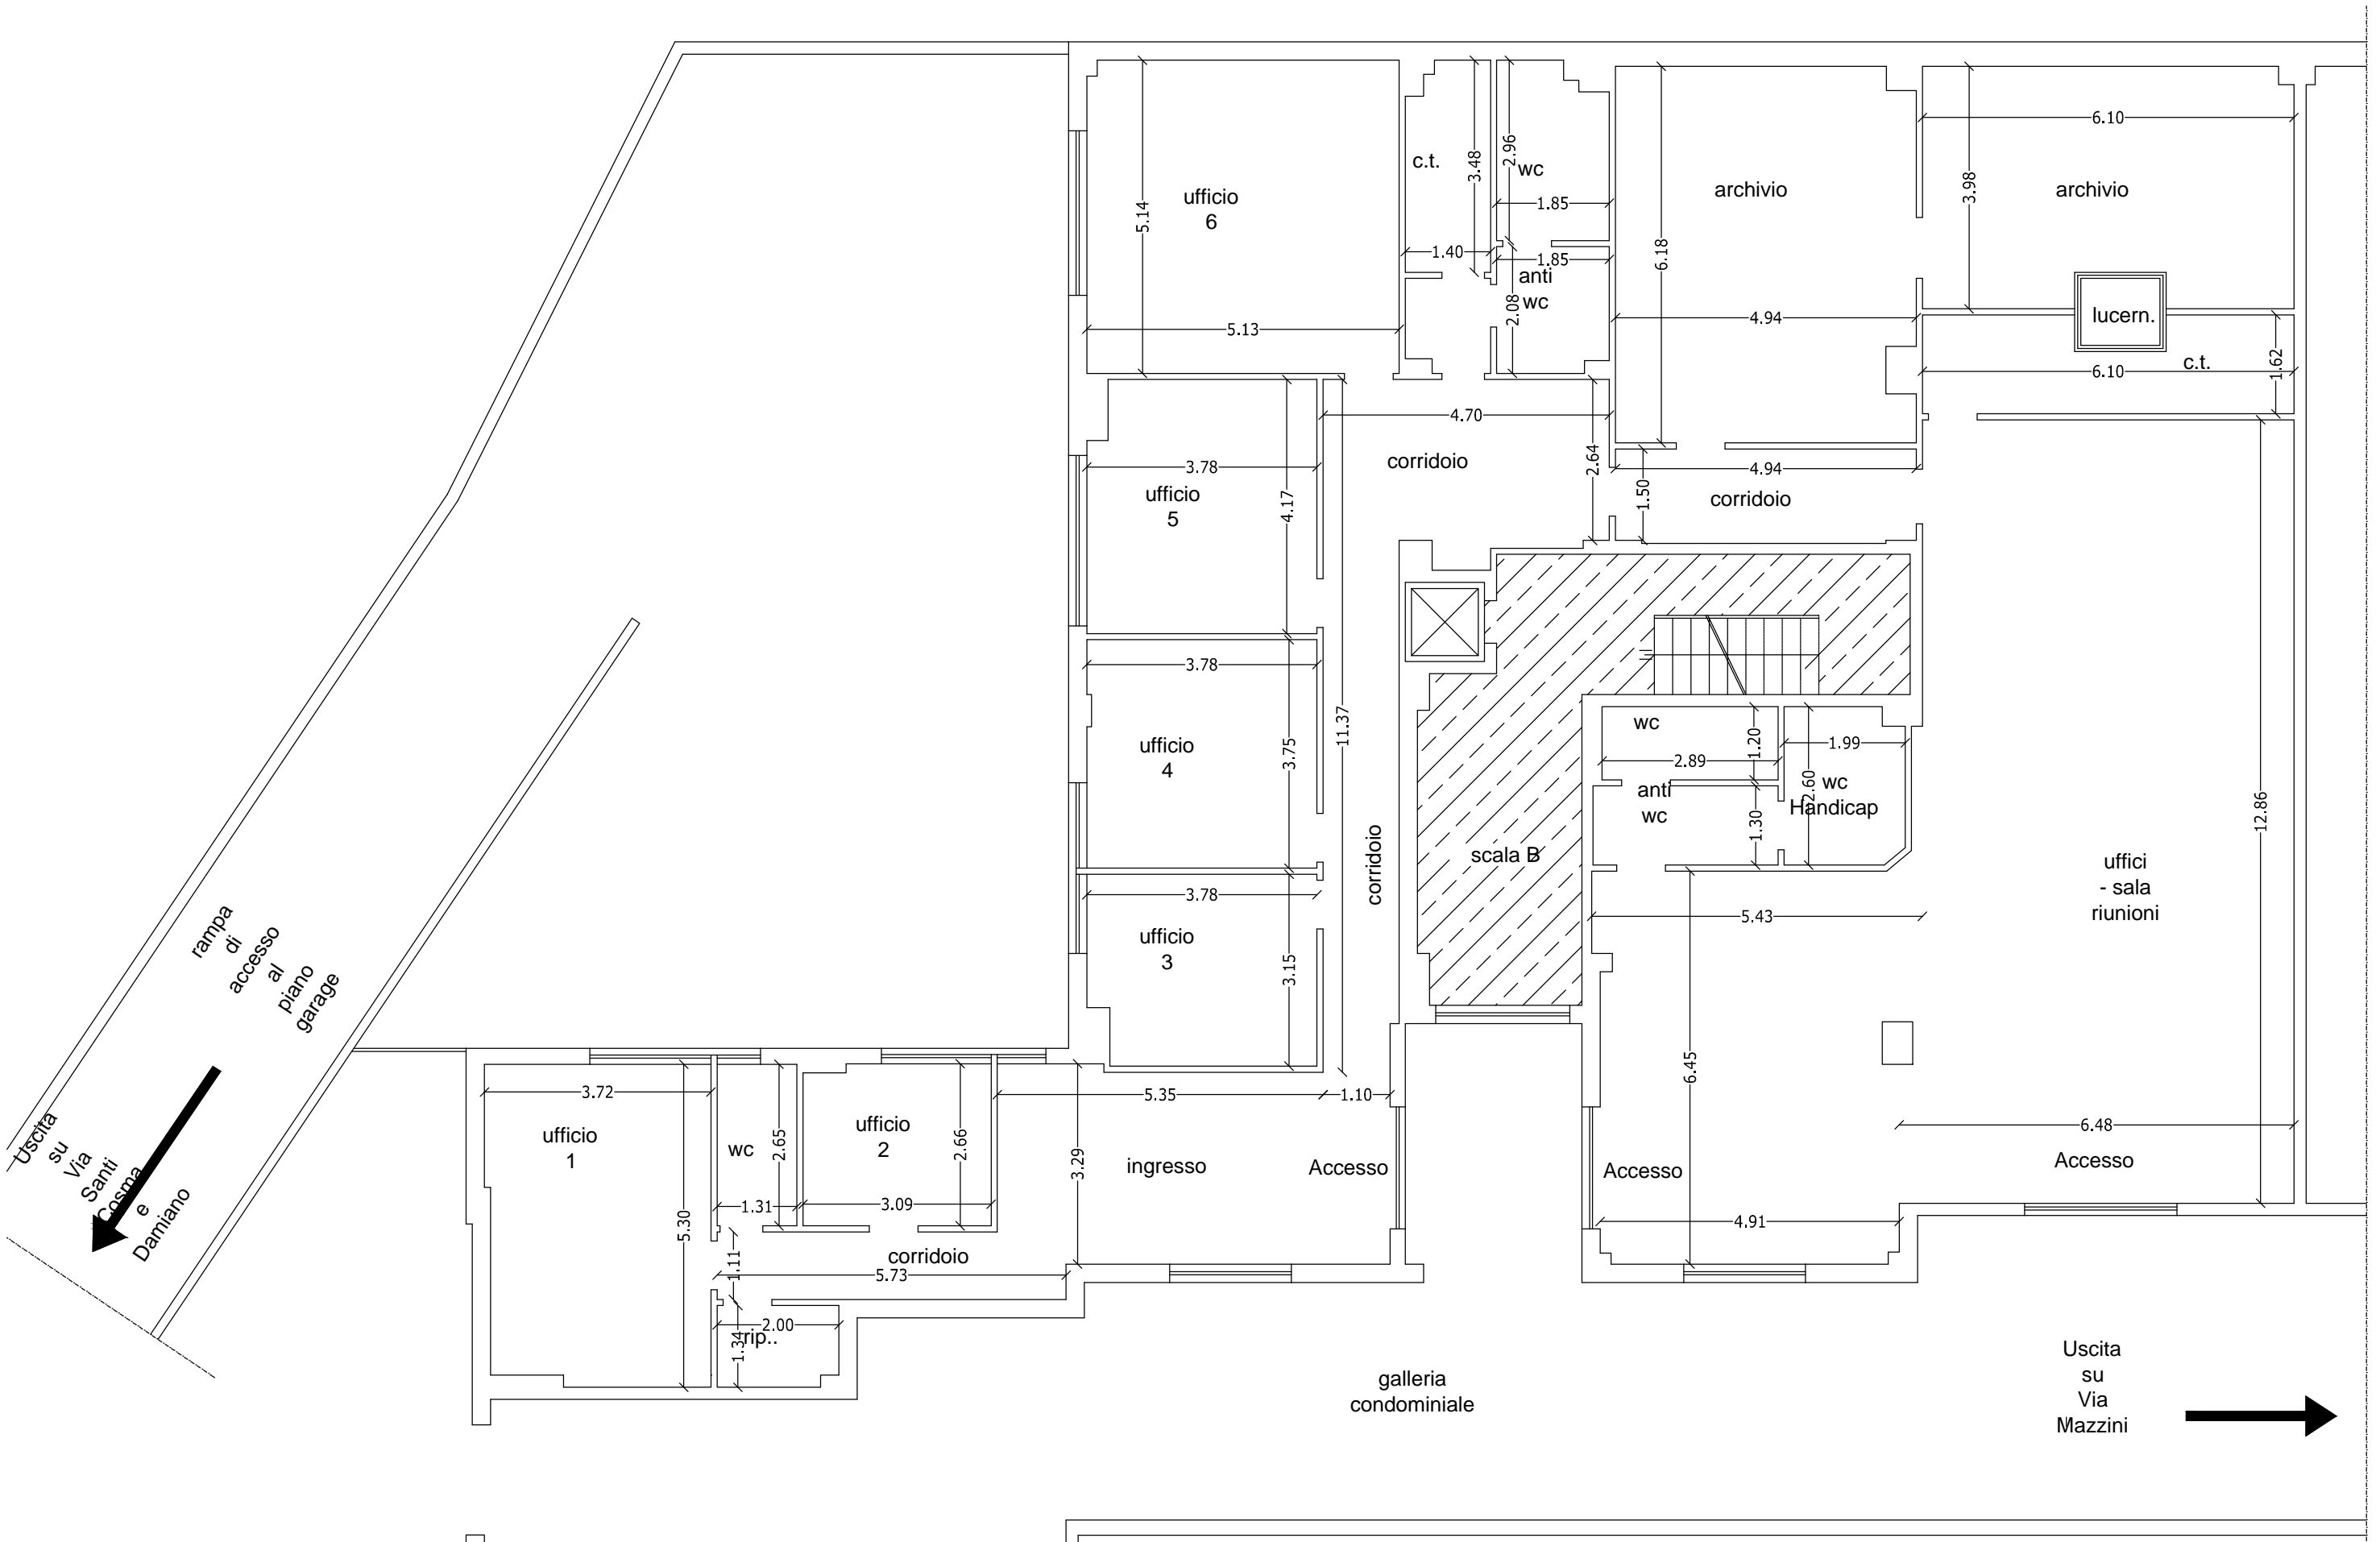 6.10
c.t.
3.48
2.96
wc
1.85
archivio
3.98
archivio
ufficio
6
5.14
6.18
1.40
1.85
anti
wc
2.08
lucern.
5.13
4.94
c.t.
1.62
6.10
4.70
2.64
corridoio
3.78
4.94
ufficio
5
4.17
1.50
corridoio
3.78
11.37
ufficio
4
3.75
wc
1.20
1.99
2.89
2.60
wc
Handicap
anti
wc
1.30
12.86
corridoio
scala B
uffici
- sala
riunioni
3.78
5.43
ufficio
3
3.15
rampa
di
accesso
al
piano
garage
6.45
3.72
5.35
1.10
Uscita
su
Via
Santi
Cosma
e
Damiano
ufficio
1
wc
2.65
ufficio
2
2.66
3.29
ingresso
Accesso
Accesso
6.48
Accesso
1.31
3.09
5.30
4.91
1.11
corridoio
5.73
2.00
1.34
rip..
galleria
condominiale
Uscita
su
Via
Mazzini